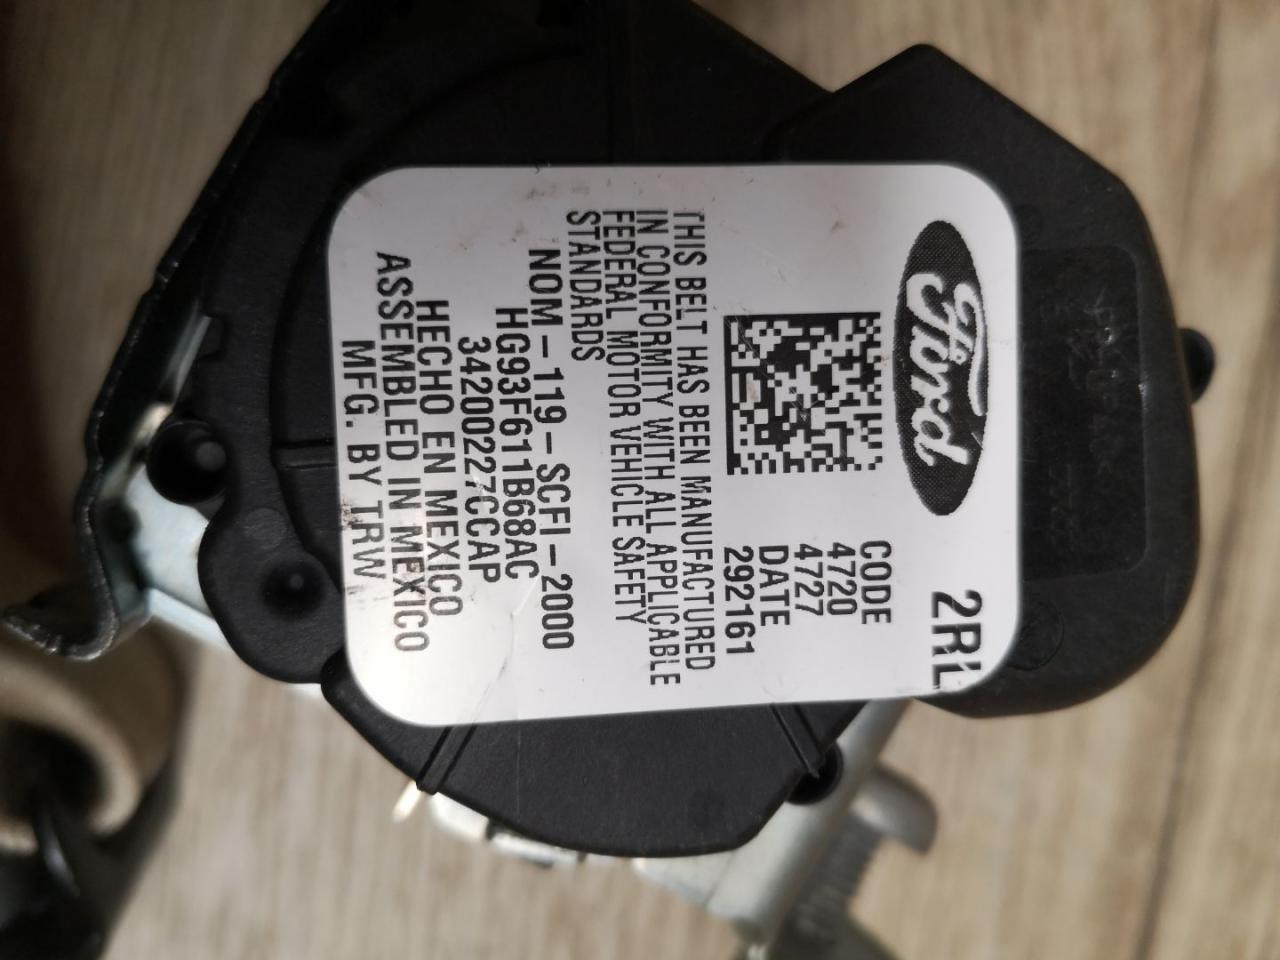 Ford
2RL
CODE
4720
4727
DATE
292161
THIS BELT HAS BEEN MANUFACTURED
IN CONFORMITY WITH ALL APPLICABLE
FEDERAL MOTOR VEHICLE SAFETY
STANDARDS
NOM-119-SCFI-2000
HG93F611B68AC
34200227CCAP
HECHO EN MEXICO
ASSEMBLED IN MEXICO
MFG. BY TRW